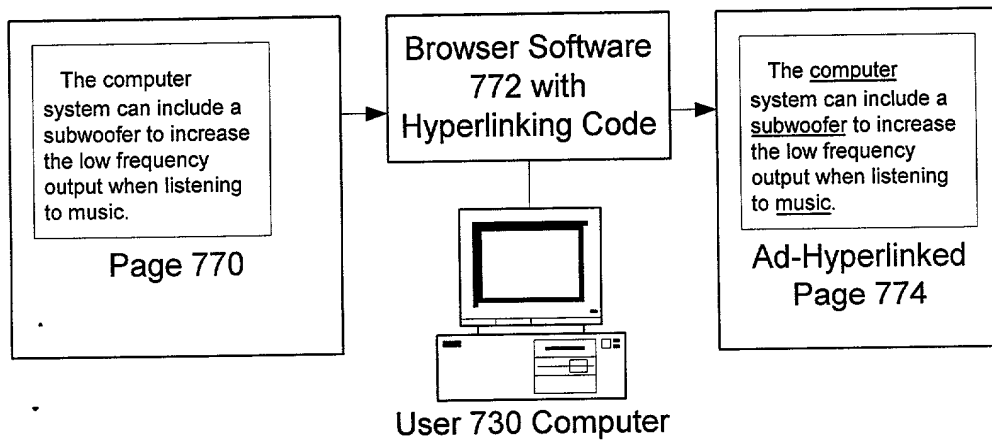 The computer
system can include a
subwoofer to increase
the low frequency
output when listening
to music.
Page 770
Browser Software
772 with
Hyperlinking Code
User 730 Computer
The computer
system can include a
subwoofer to increase
the low frequency
output when listening
to music.
Ad-Hyperlinked
Page 774